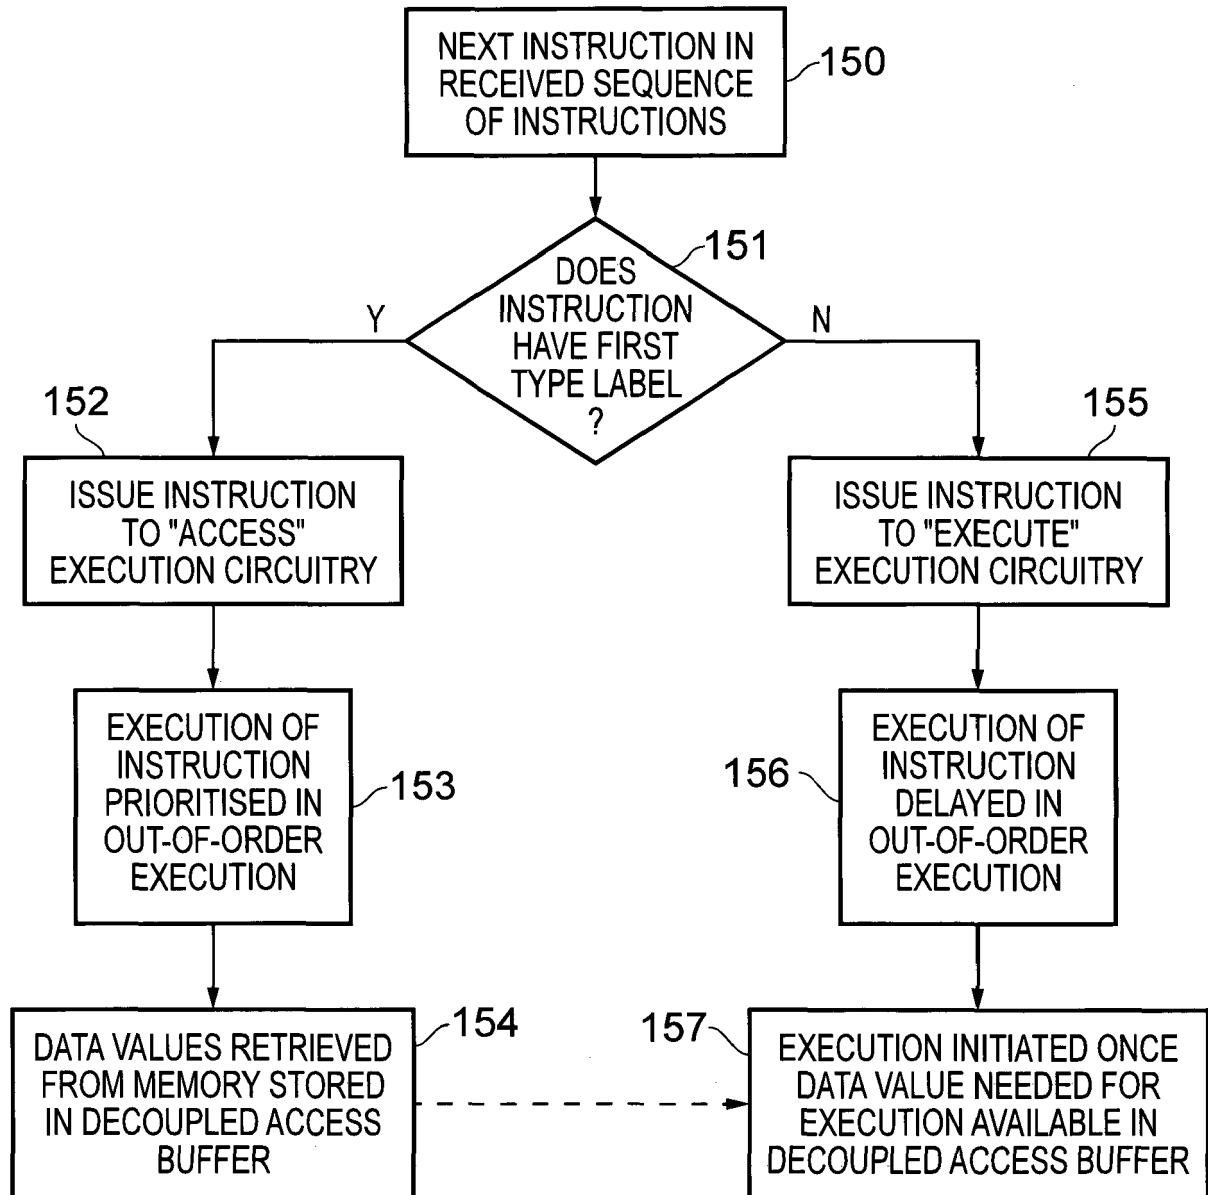 NEXT INSTRUCTION IN
RECEIVED SEQUENCE
OF INSTRUCTIONS
150
DOES
INSTRUCTION
HAVE FIRST
TYPE LABEL
?
151
Y
N
152
ISSUE INSTRUCTION
TO "ACCESS"
EXECUTION CIRCUITRY
155
ISSUE INSTRUCTION
TO "EXECUTE"
EXECUTION CIRCUITRY
EXECUTION OF
INSTRUCTION
PRIORITISED IN
OUT-OF-ORDER
EXECUTION
153
156
EXECUTION OF
INSTRUCTION
DELAYED IN
OUT-OF-ORDER
EXECUTION
154
DATA VALUES RETRIEVED
FROM MEMORY STORED
IN DECOUPLED ACCESS
BUFFER
157
EXECUTION INITIATED ONCE
DATA VALUE NEEDED FOR
EXECUTION AVAILABLE IN
DECOUPLED ACCESS BUFFER